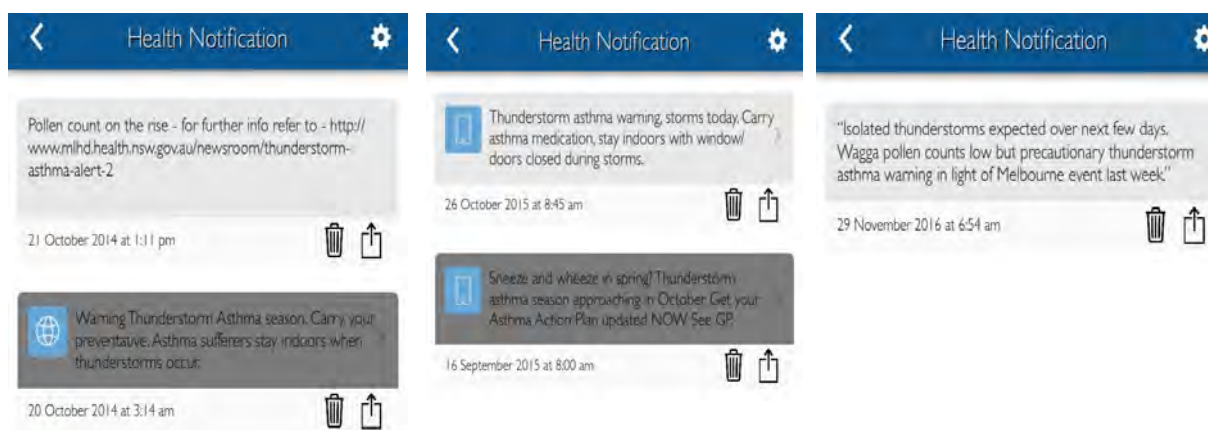 Health Notification
Pollen count on the rise - for further info refer to - http://
www.mlhd.health.nsw.gov.au/newsroom/thunderstorm-
asthma-alert-2
21 October 2014 at 1:11 pm
Warning Thunderstorm Asthma season. Carry your
preventative. Asthma sufferers stay indoors when
thunderstorms occur.
20 October 2014 at 3:14 am
Health Notification
Thunderstorm asthma warning, storms today. Carry
asthma medication, stay indoors with window/
doors closed during storms.
26 October 2015 at 8:45 am
Sneeze and wheeze in spring? Thunderstorm
asthma season approaching in October Get your
Asthma Action Plan updated NOW See GP.
16 September 2015 at 8:00 am
Health Notification
"Isolated thunderstorms expected over next few days.
Wagga pollen counts low but precautionary thunderstorm
asthma warning in light of Melbourne event last week."
29 November 2016 at 6:54 am